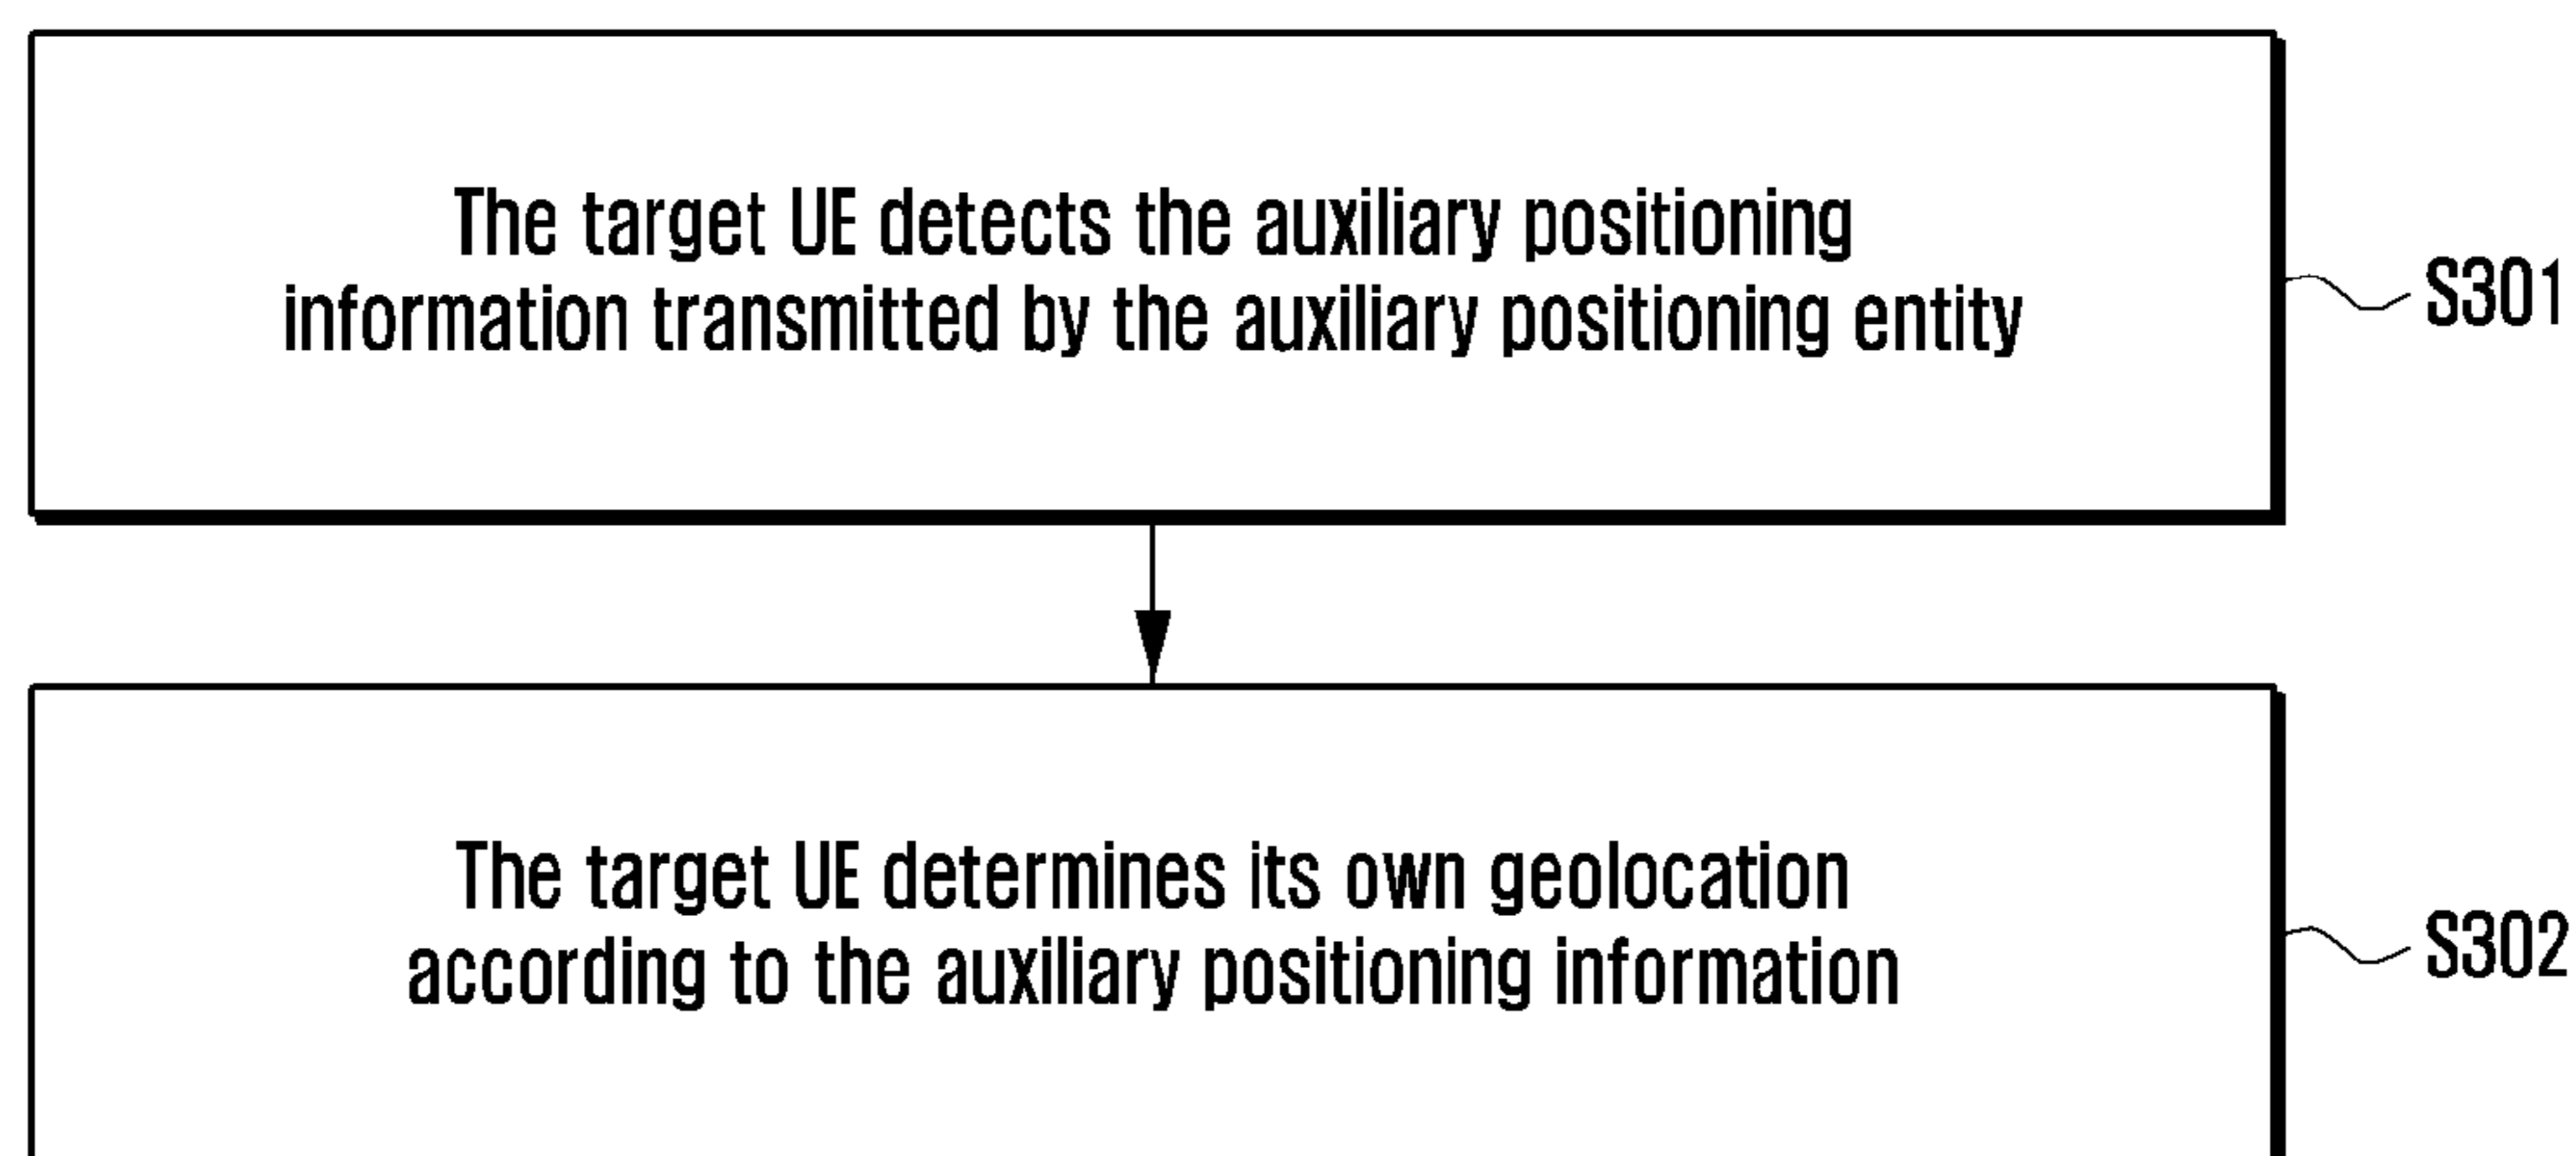 The target UE detects the auxiliary positioning
information transmitted by the auxiliary positioning entity
S301
The target UE determines its own geolocation
according to the auxiliary positioning information
S302